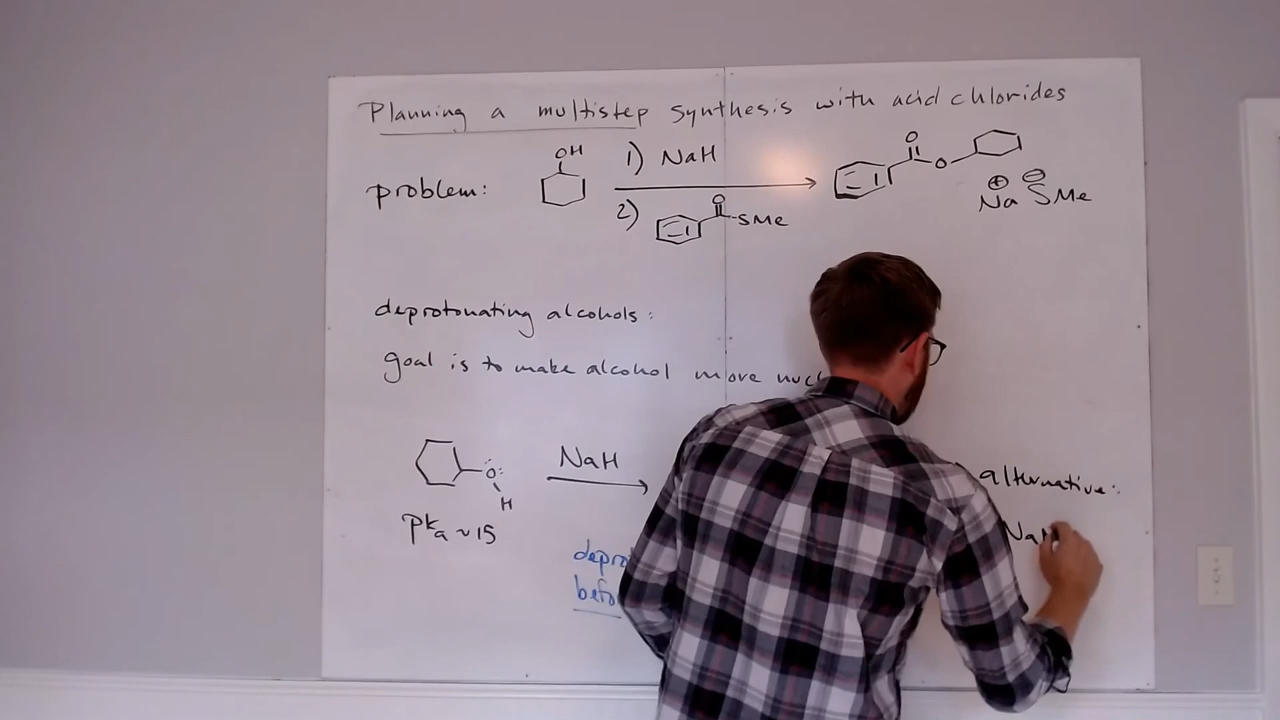 Planning a multistep synthesis with acid chlorides
problem:
OH
1) NaH
2)
O
SMe
O
O
⊕ ⊖
Na SMe
deprotonating alcohols:
goal is to make alcohol more
O
H
pKa ~ 15
NaH
alternative: